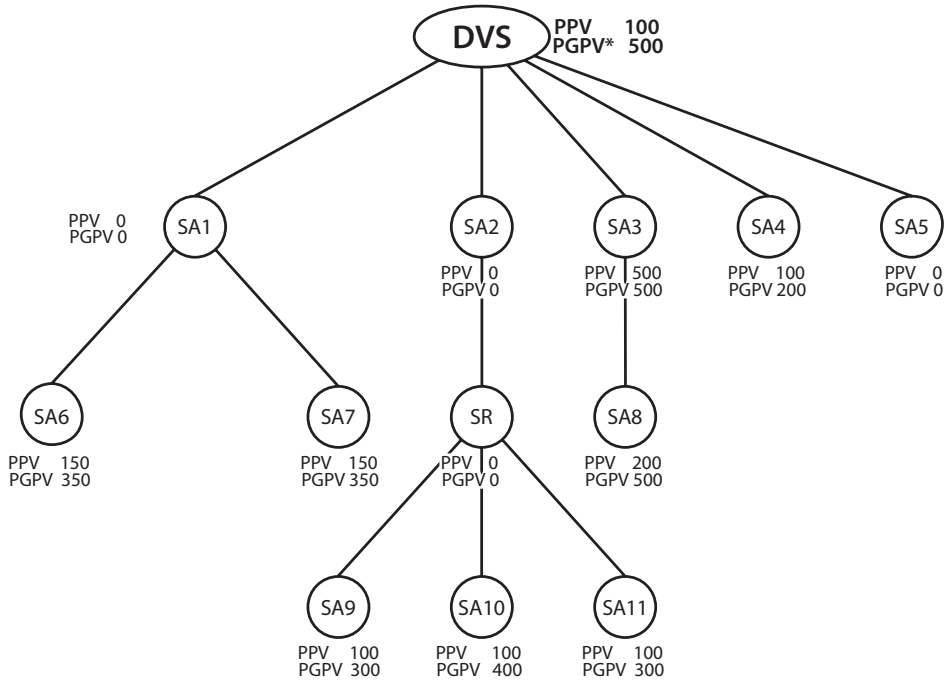 DVS
PPV 100
PGPV* 500
SA1
PPV 0
PGPV 0
SA2
PPV 0
PGPV 0
SA3
PPV 500
PGPV 500
SA4
PPV 100
PGPV 200
SA5
PPV 0
PGPV 0
SA6
PPV 150
PGPV 350
SA7
PPV 150
PGPV 350
SR
PPV 0
PGPV 0
SA8
PPV 200
PGPV 500
SA9
PPV 100
PGPV 300
SA10
PPV 100
PGPV 400
SA11
PPV 100
PGPV 300